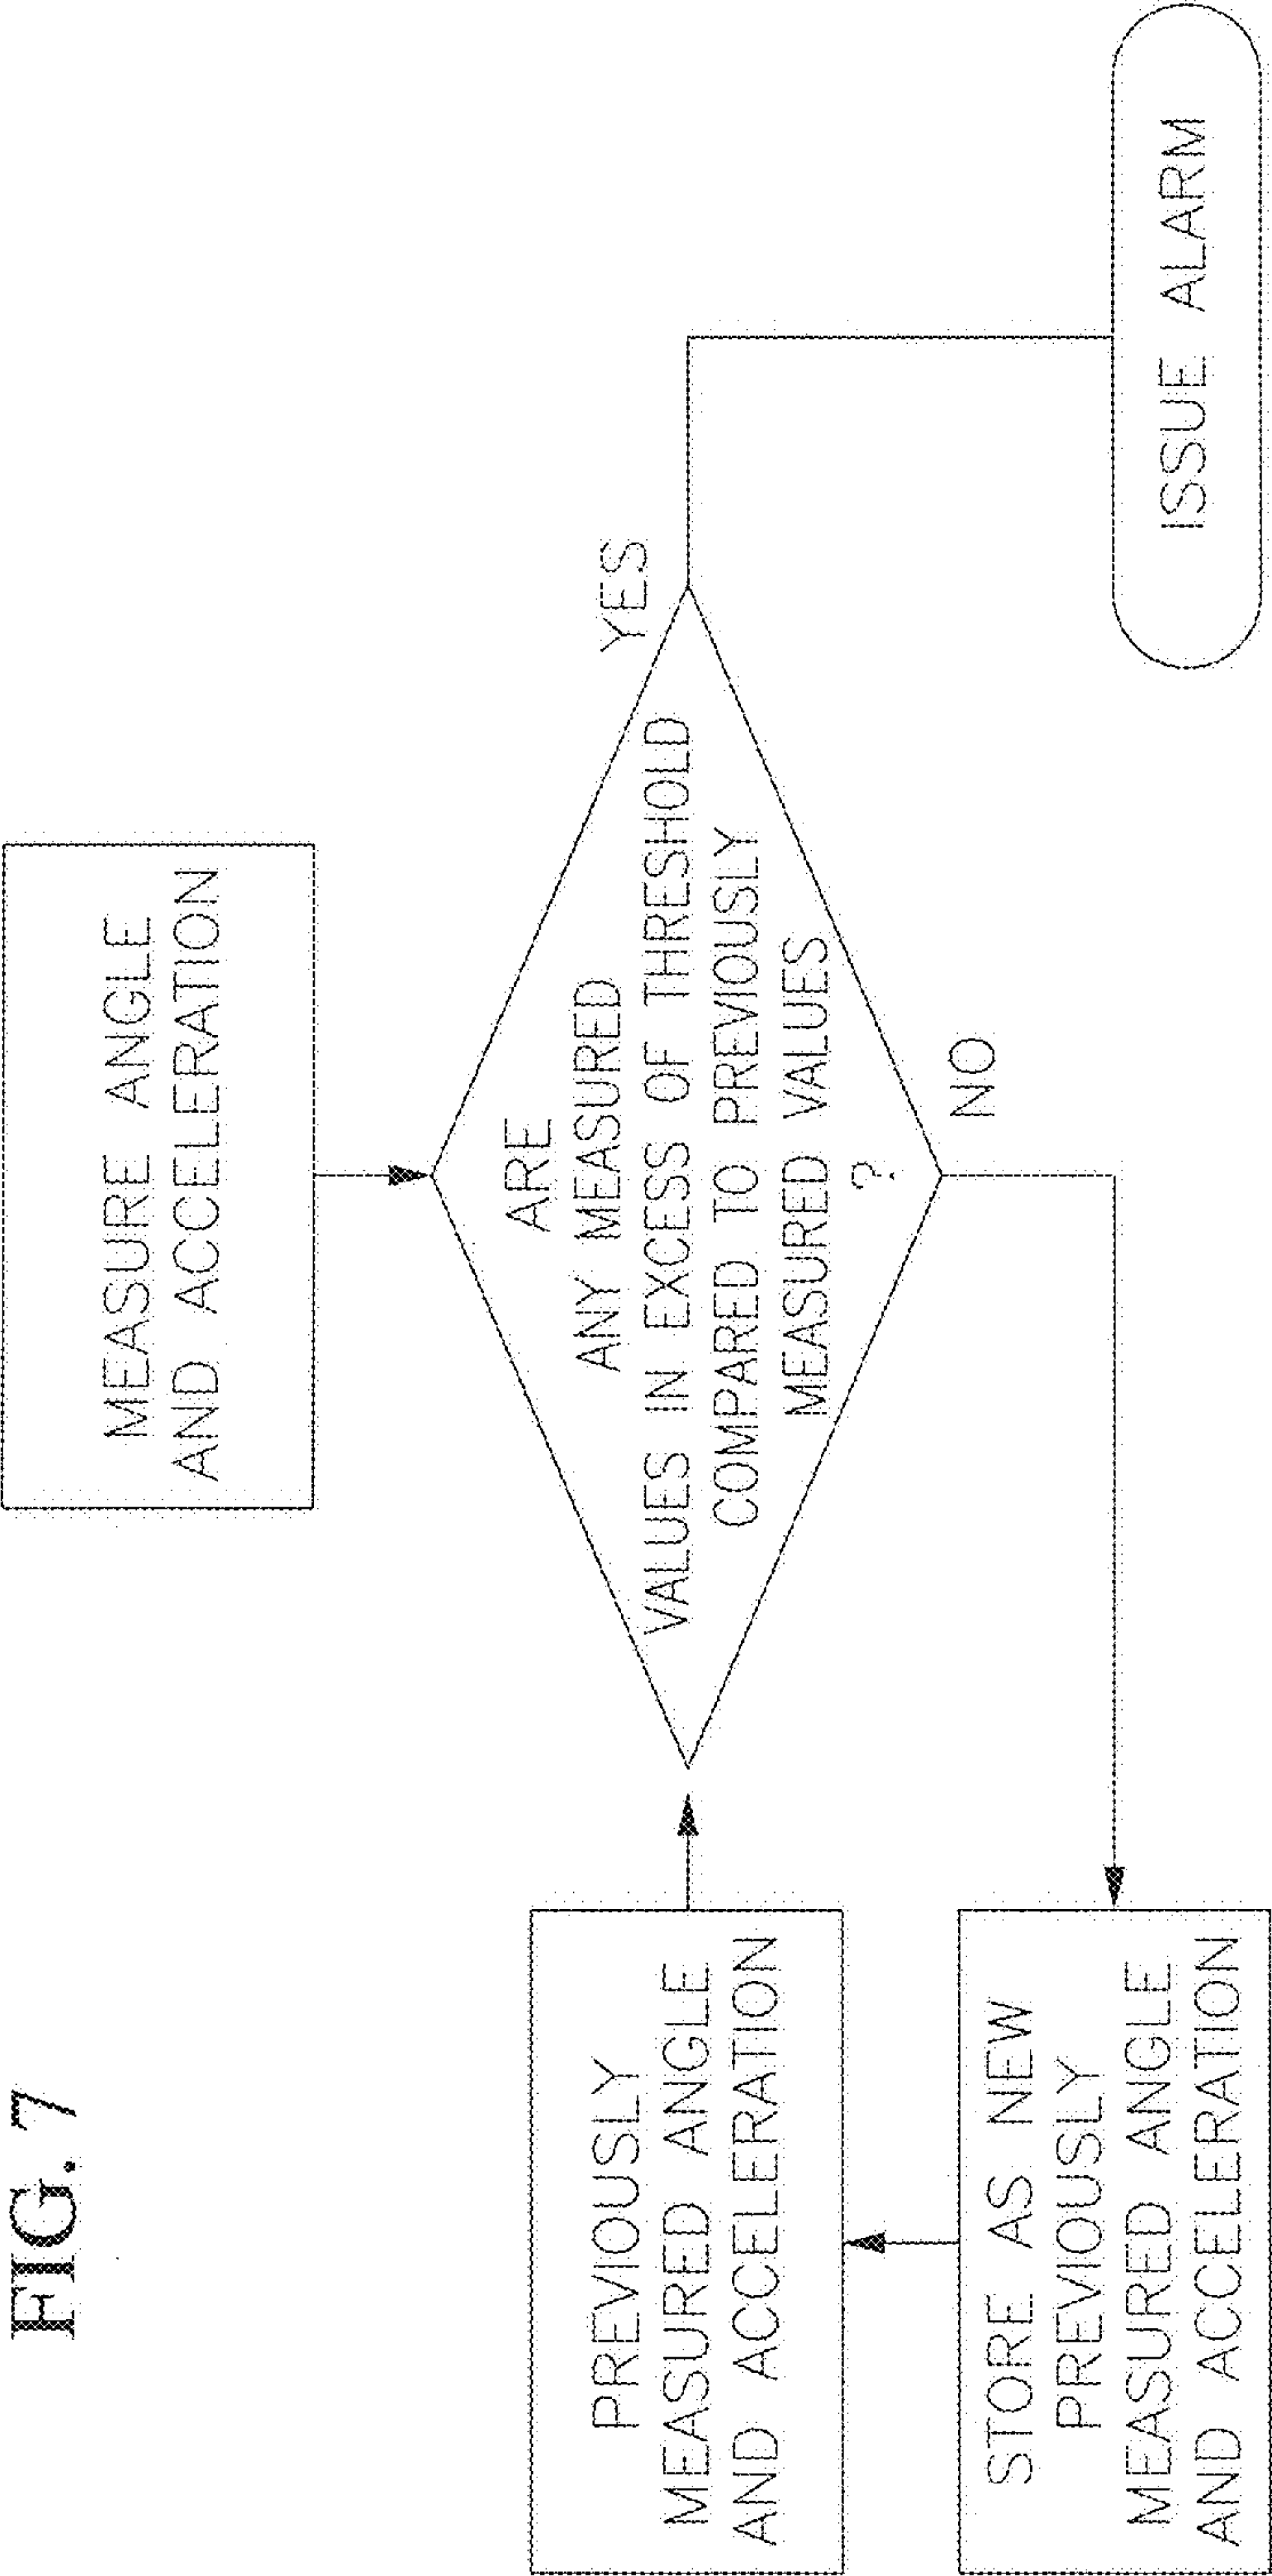 FIG. 7
MEASURE ANGLE
AND ACCELERATION
PREVIOUSLY
MEASURED ANGLE
AND ACCELERATION
ARE
ANY MEASURED
VALUES IN EXCESS OF THRESHOLD
COMPARED TO PREVIOUSLY
MEASURED VALUES
?
YES
NO
STORE AS NEW
PREVIOUSLY
MEASURED ANGLE
AND ACCELERATION
ISSUE ALARM